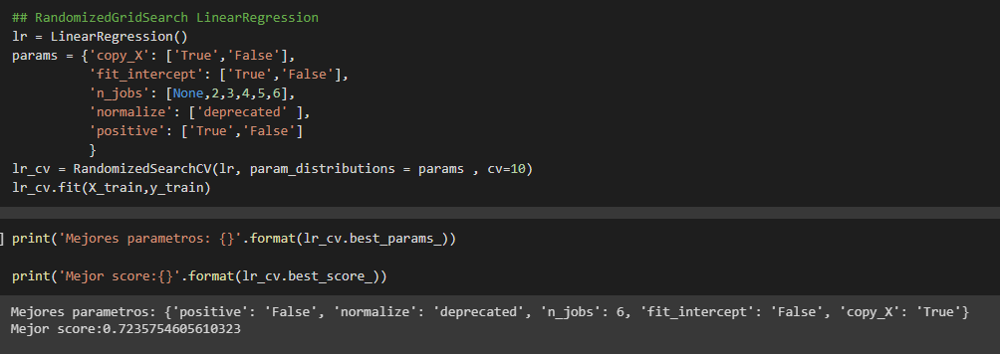 ## RandomizedGridSearch LinearRegression
lr = LinearRegression()
params = {'copy_X': ['True','False'],
'fit_intercept': ['True','False'],
'n_jobs': [None,2,3,4,5,6],
'normalize': ['deprecated' ],
'positive': ['True','False']
}
lr_cv = RandomizedSearchCV(lr, param_distributions = params , cv=10)
lr_cv.fit(X_train,y_train)
] print('Mejores parametros: {}'.format(lr_cv.best_params_))
print('Mejor score:{}'.format(lr_cv.best_score_))
Mejores parametros: {'positive': 'False', 'normalize': 'deprecated', 'n_jobs': 6, 'fit_intercept': 'False', 'copy_X': 'True'}
Mejor score:0.7235754605610323